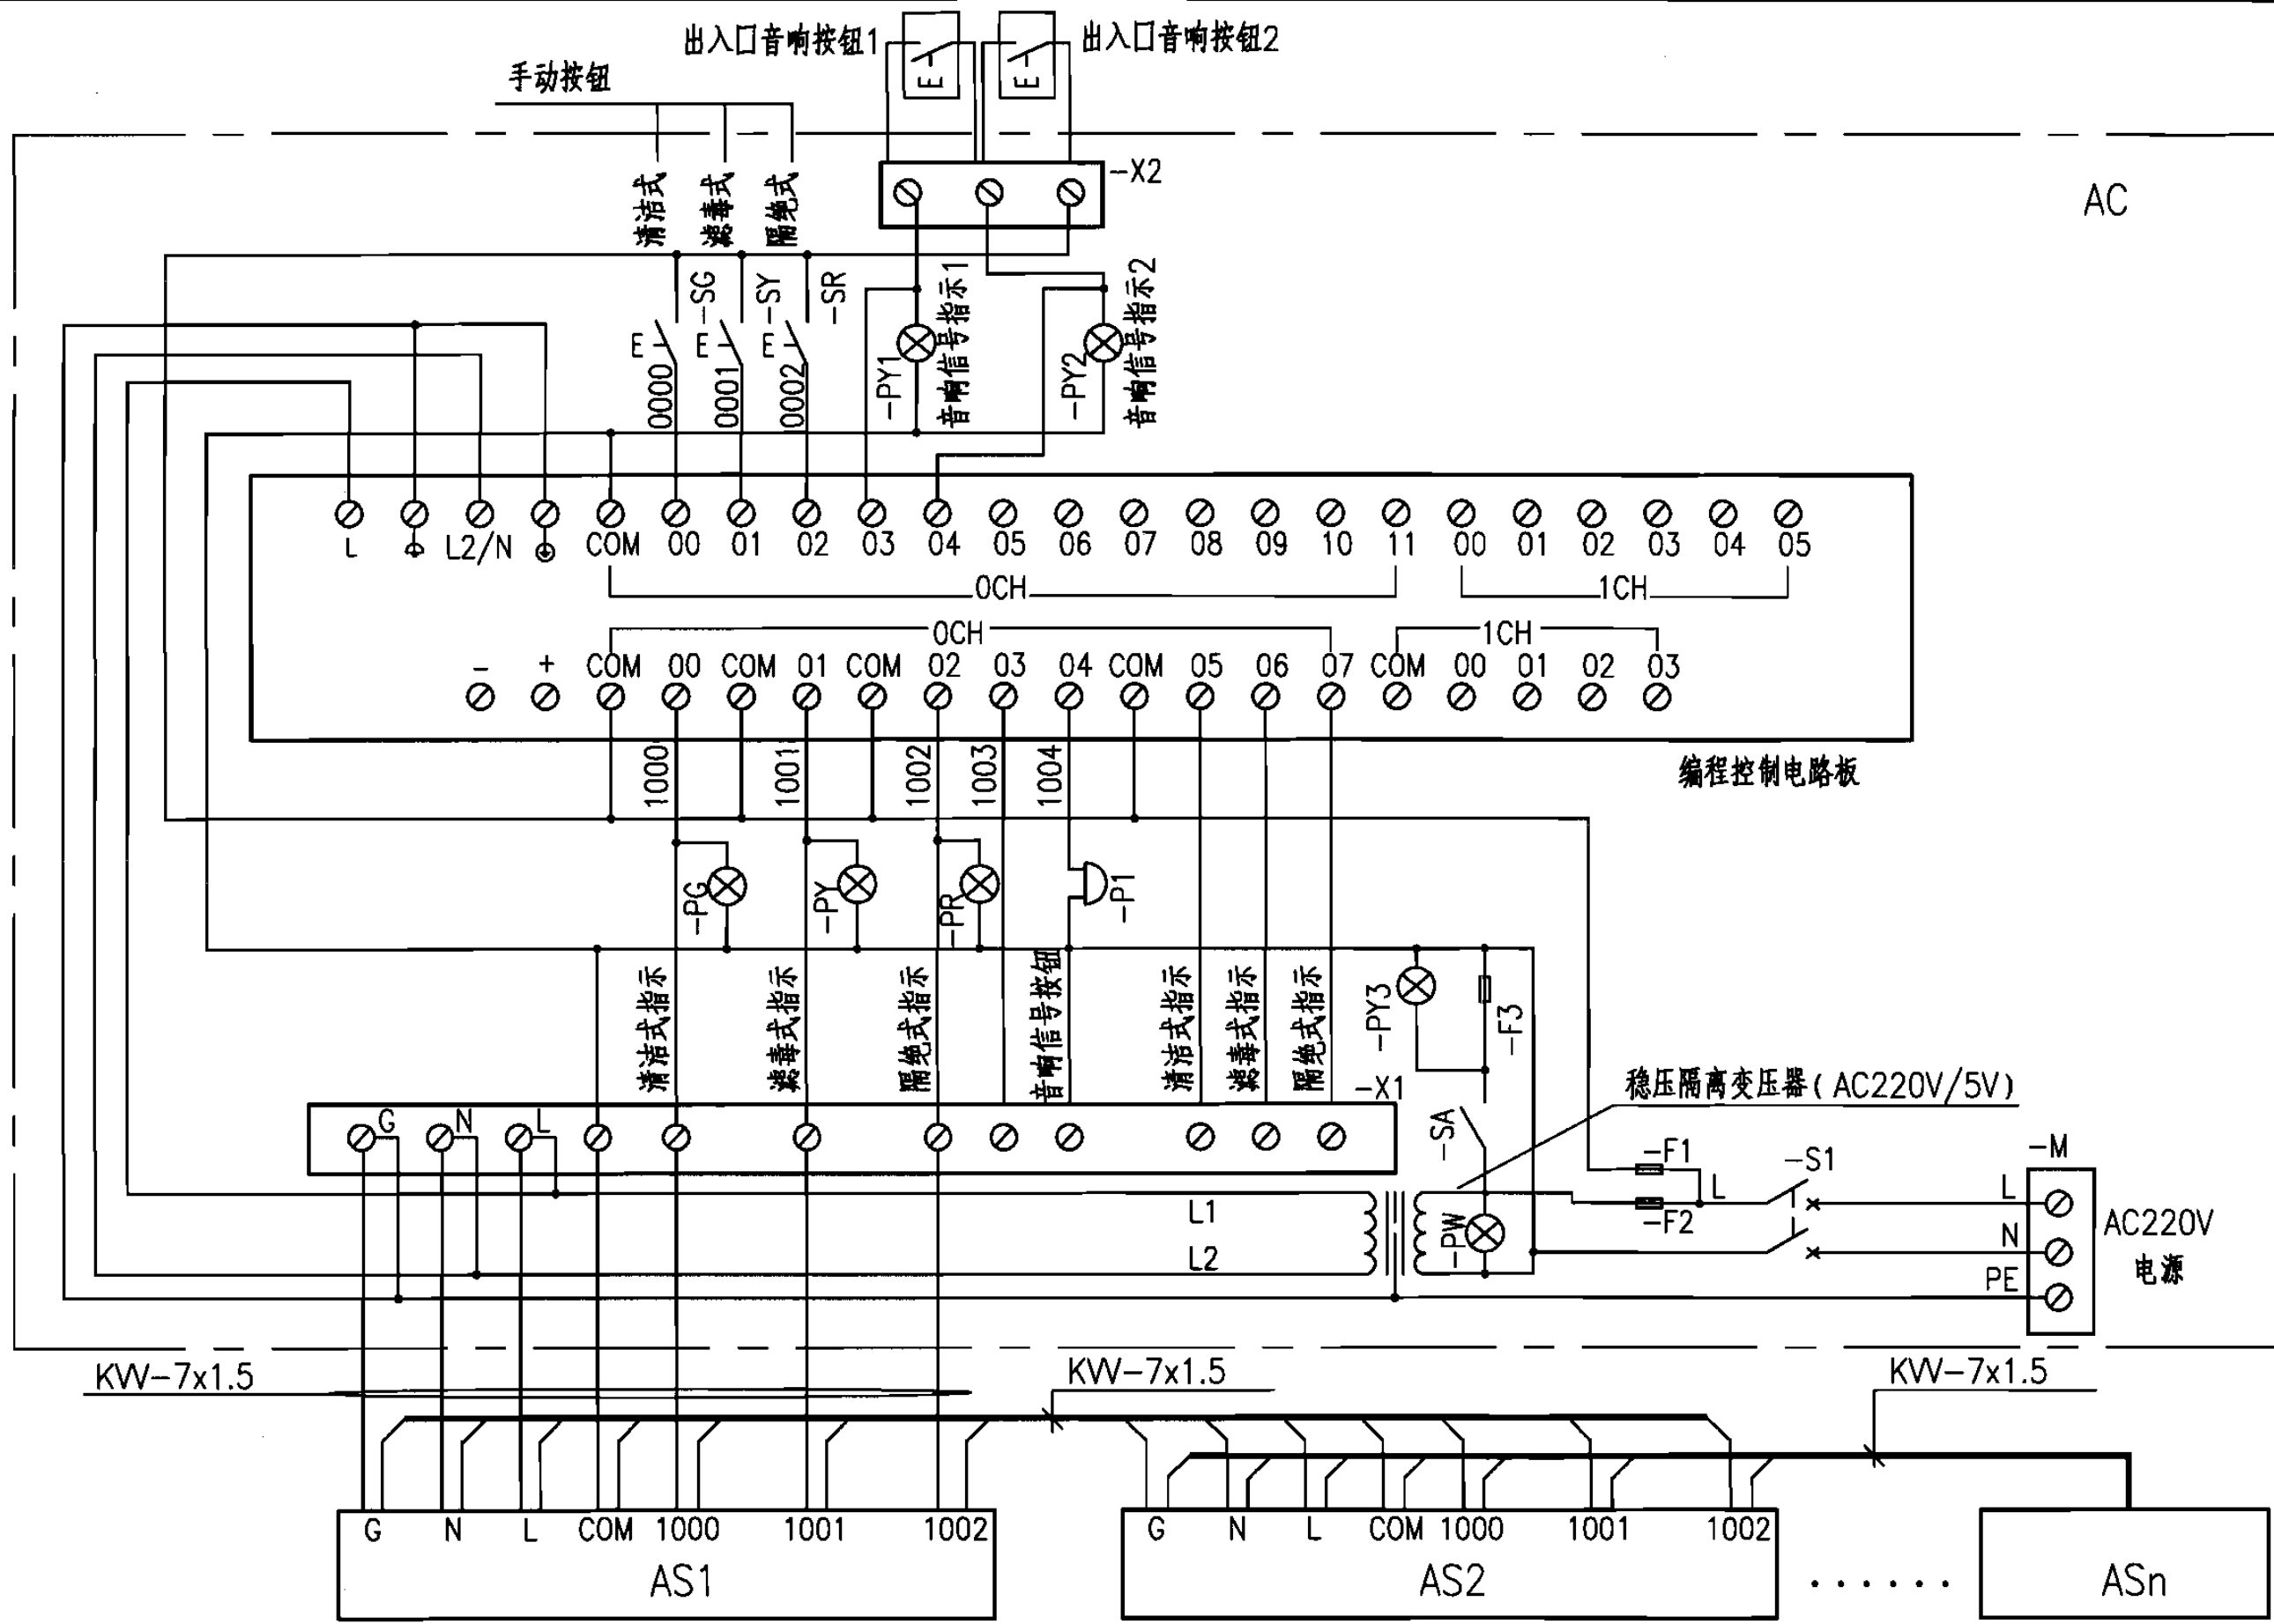 出入口音响按钮1
出入口音响按钮2
手动按钮
E
E
-X2
AC
清洁式
滤毒式
隔绝式
-SG
-SY
-SR
E
E
E
0000
0001
0002
-PY1
音响信号指示1
-PY2
音响信号指示2
L
L2/N
COM 00 01 02 03 04 05 06 07 08 09 10 11 00 01 02 03 04 05
0CH
1CH
0CH
1CH
- + COM 00 COM 01 COM 02 03 04 COM 05 06 07 COM 00 01 02 03
编程控制电路板
1000
1001
1002
1003
1004
-PG
-PY
-PR
-P1
清洁式指示
滤毒式指示
隔绝式指示
音响信号按钮
清洁式指示
滤毒式指示
隔绝式指示
-PY3
-F3
-X1
稳压隔离变压器(AC220V/5V)
G N L
-SA
-F1
-S1
-M
L
L
-F2
L1
-PW
AC220V
N
L2
电源
PE
KVV-7x1.5
KVV-7x1.5
KVV-7x1.5
G N L COM 1000 1001 1002
G N L COM 1000 1001 1002
AS1
AS2
......
ASn